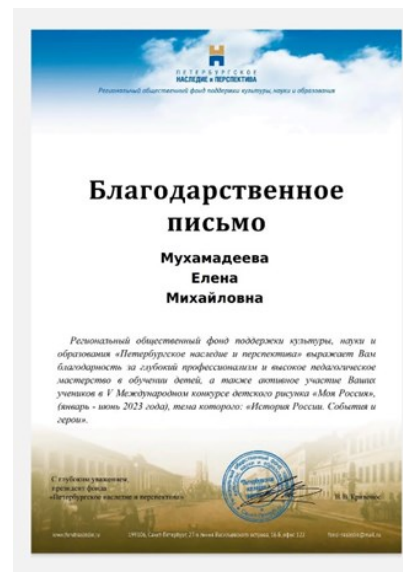 ПЕТЕРБУРГСКОЕ
НАСЛЕДИЕ и ПЕРСПЕКТИВА
Региональный общественный фонд поддержки культуры, науки и образования
Благодарственное
письмо
Мухамадеева
Елена
Михайловна
Региональный общественный фонд поддержки культуры, науки и
образования «Петербургское наследие и перспектива» выражает Вам
благодарность за глубокий профессионализм и высокое педагогическое
мастерство в обучении детей, а также активное участие Ваших
учеников в V Международном конкурсе детского рисунка «Моя Россия»,
(январь - июнь 2023 года), тема которого: «История России. События и
герои».
С глубоким уважением,
президент фонда
«Петербургское наследие и перспектива»